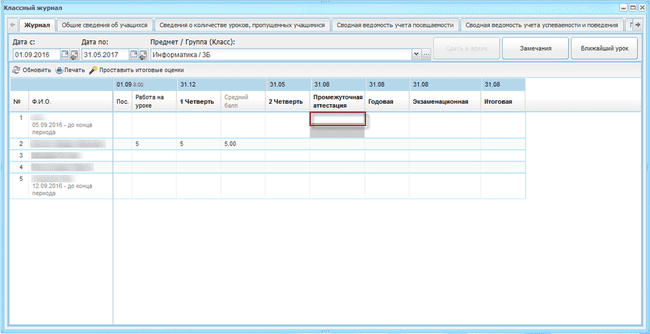 Классный журнал
Журнал Общие сведения об учащихся Сведения о количестве уроков, пропущенных учащимися Сводная ведомость учета посещаемости Сводная ведомость учета успеваемости и поведения
Дата с: Дата по: Предмет / Группа (Класс):
01.09.2016 31.05.2017 Информатика / 3Б Сдать в архив Замечания Ближайший урок
Обновить Печать Проставить итоговые оценки
01.09 8:00 31.12 31.05 31.08 31.08 31.08 31.08
№ Ф.И.О. Пос. Работа на уроке 1 Четверть Средний балл 2 Четверть Промежуточная аттестация Годовая Экзаменационная Итоговая
1
05.09.2016 - до конца
периода
2 5 5 5.00
3
4
5
12.09.2016 - до конца
периода